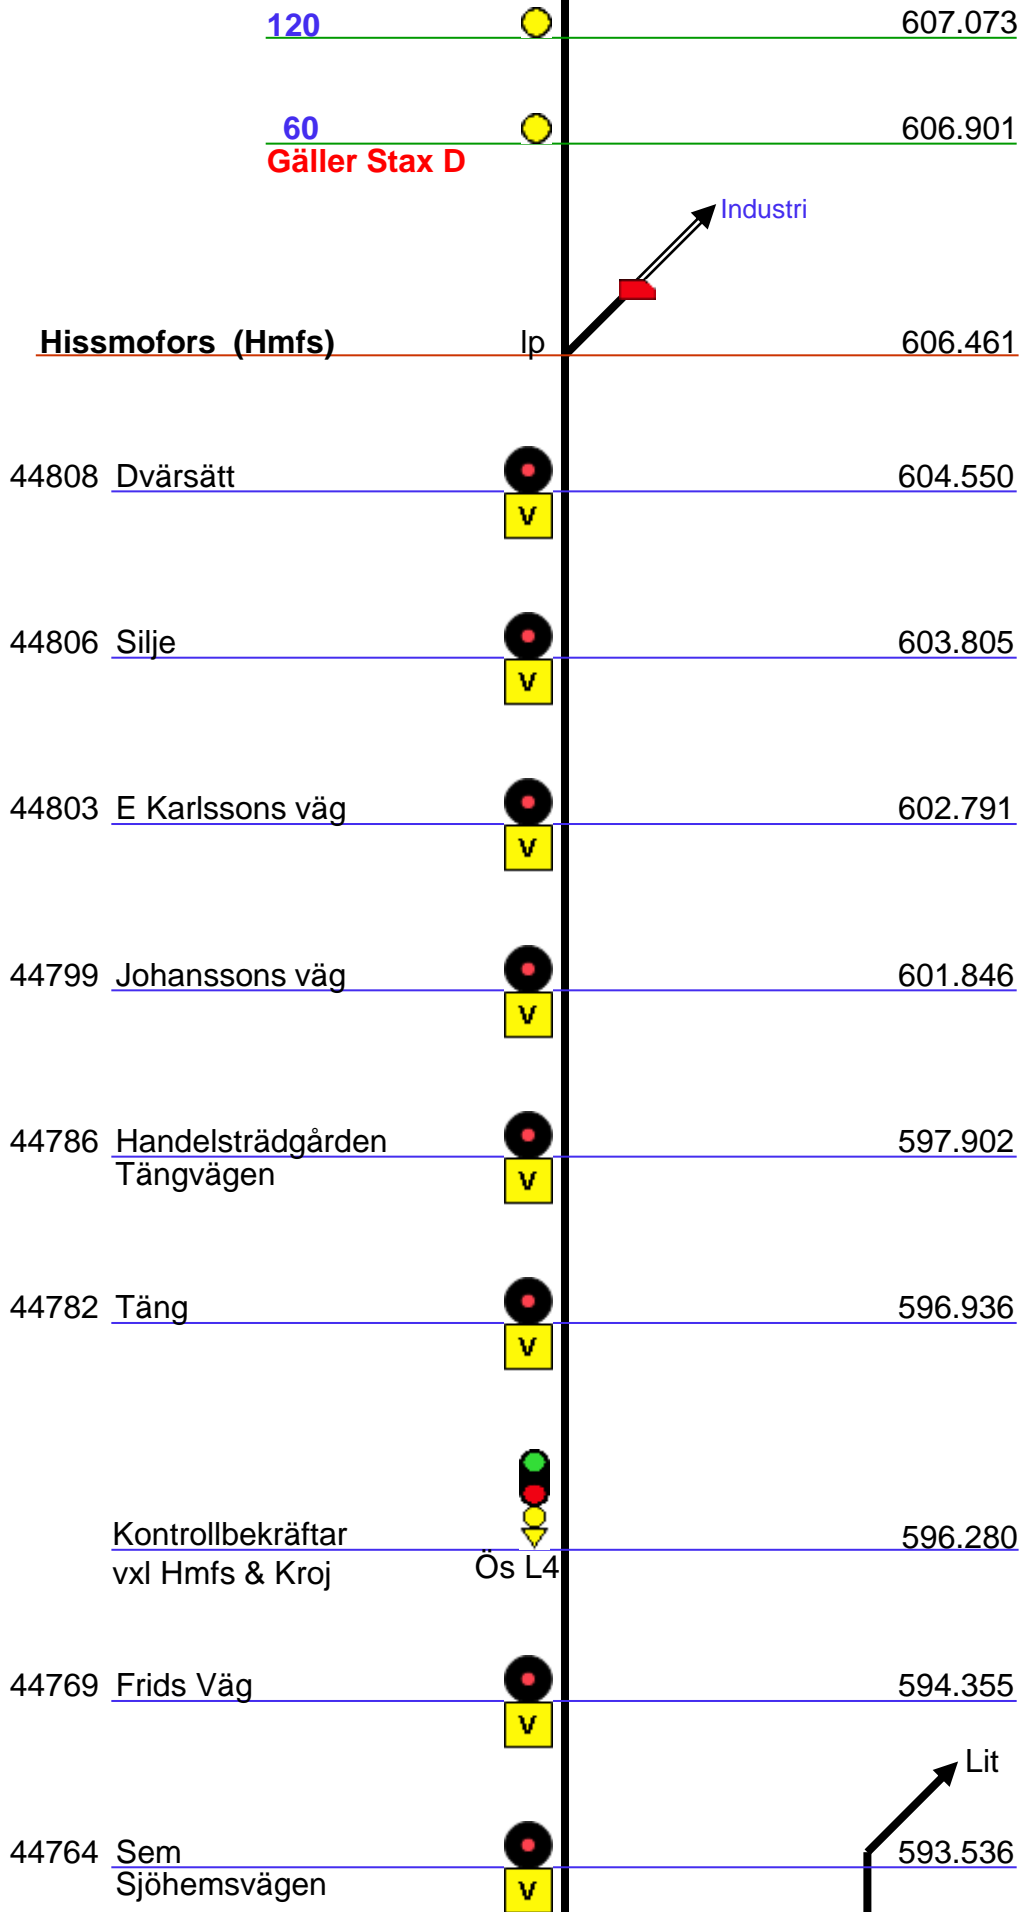 120 607.073
60 606.901
Gäller Stax D
Industri
Hissmofors (Hmfs) lp 606.461
44808 Dvärsätt 604.550
V
44806 Silje 603.805
V
44803 E Karlssons väg 602.791
V
44799 Johanssons väg 601.846
V
44786 Handelsträdgården 597.902
Tängvägen
V
44782 Täng 596.936
V
Kontrollbekräftar 596.280
vxl Hmfs & Kroj Ös L4
44769 Frids Väg 594.355
V
Lit
44764 Sem 593.536
Sjöhemsvägen
V